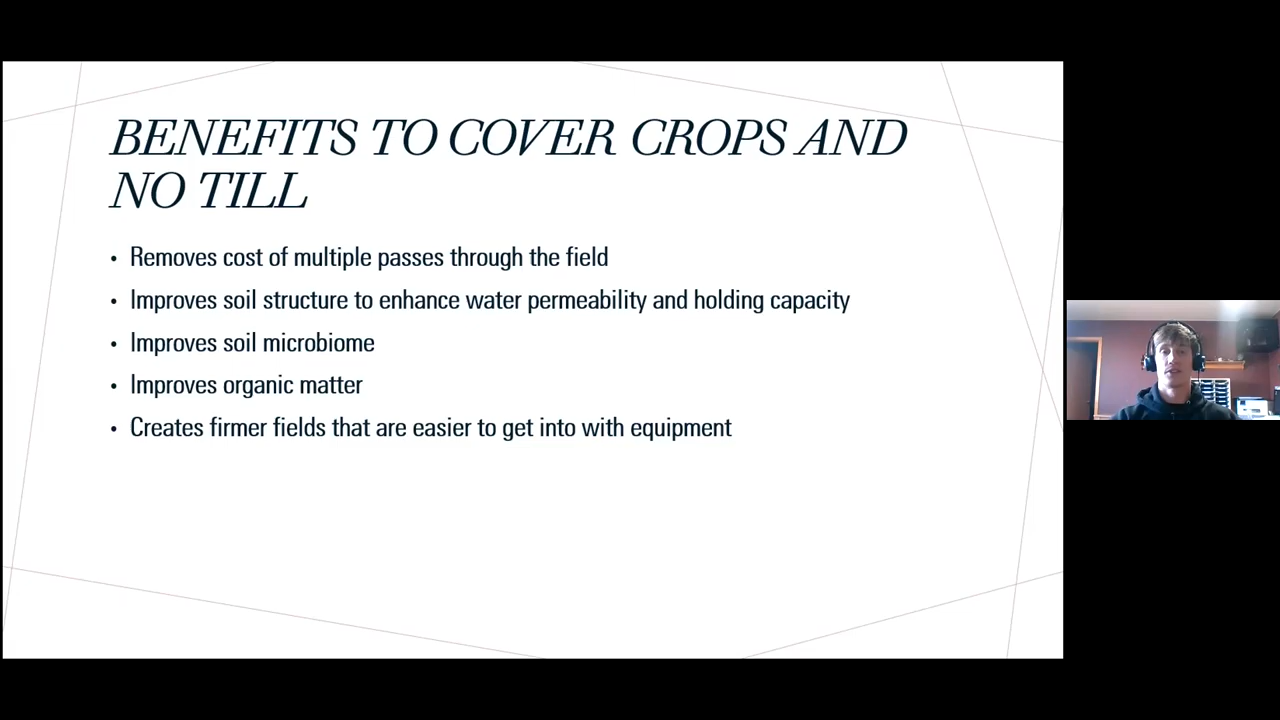 BENEFITS TO COVER CROPS AND
NO TILL
• Removes cost of multiple passes through the field
• Improves soil structure to enhance water permeability and holding capacity
• Improves soil microbiome
• Improves organic matter
• Creates firmer fields that are easier to get into with equipment